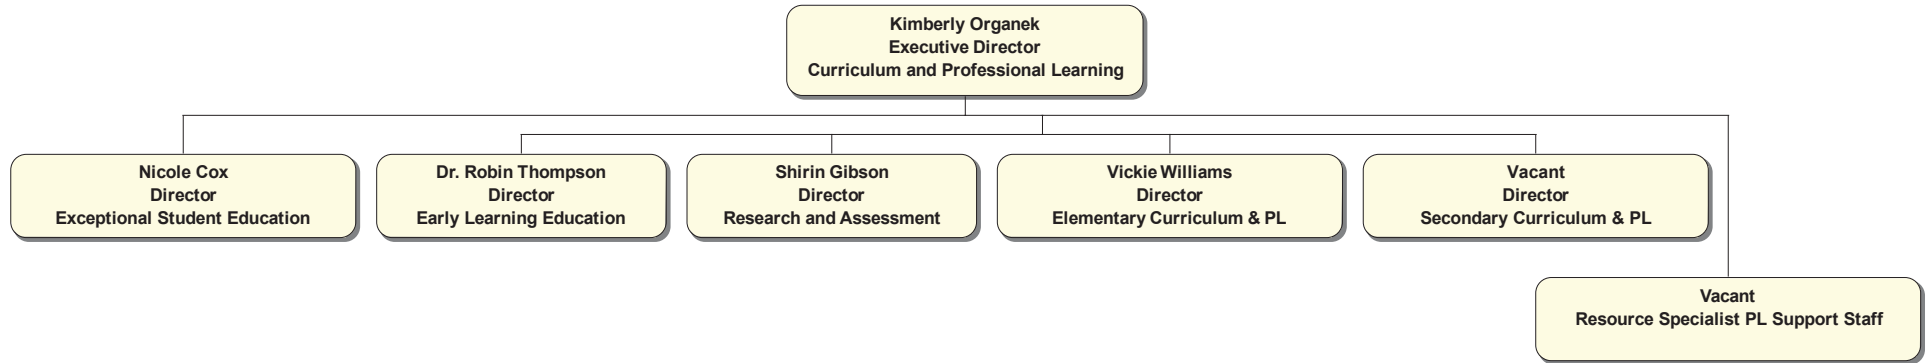 Kimberly Organek
Executive Director
Curriculum and Professional Learning
Nicole Cox
Director
Exceptional Student Education
Dr. Robin Thompson
Director
Early Learning Education
Shirin Gibson
Director
Research and Assessment
Vickie Williams
Director
Elementary Curriculum & PL
Vacant
Director
Secondary Curriculum & PL
Vacant
Resource Specialist PL Support Staff